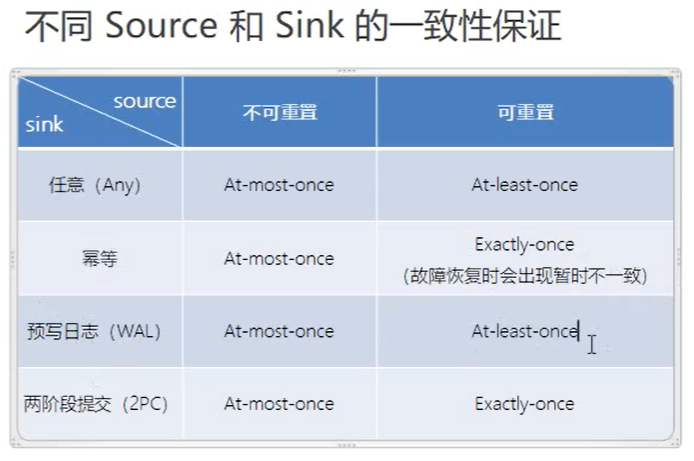 不同 Source 和 Sink 的一致性保证
source
sink
不可重置
可重置
任意（Any）
At-most-once
At-least-once
幂等
At-most-once
Exactly-once
（故障恢复时会出现暂时不一致）
预写日志（WAL）
At-most-once
At-least-once
两阶段提交（2PC）
At-most-once
Exactly-once